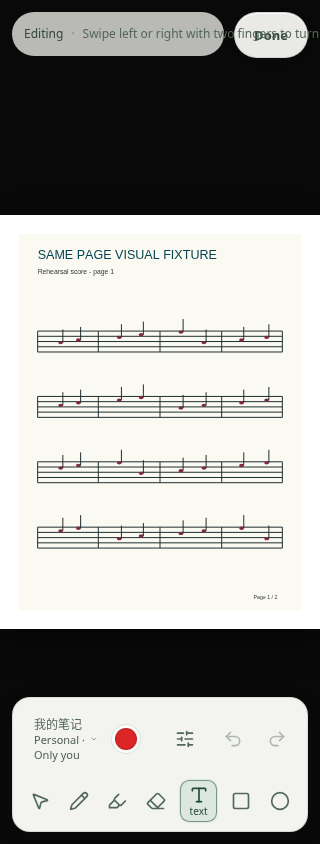 Editing · Swipe left or right with two fingers to turn
Done
SAME PAGE VISUAL FIXTURE
Rehearsal score - page 1
Page 1 / 2
我的笔记
Personal ·
Only you
text